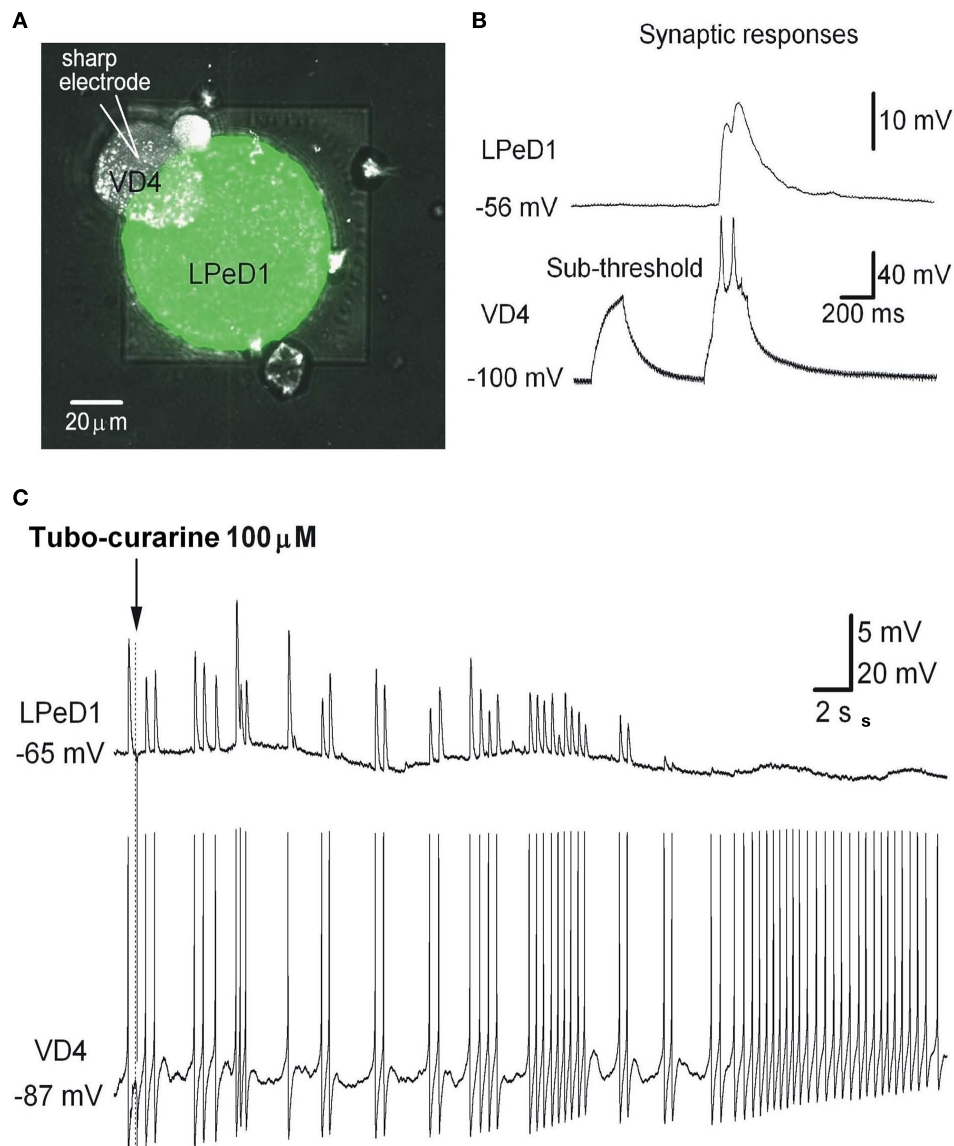 A
sharp
electrode
VD4
LPeD1
20 μm
B
Synaptic responses
10 mV
LPeD1
-56 mV
Sub-threshold
40 mV
200 ms
VD4
-100 mV
C
Tubo-curarine 100 μM
5 mV
20 mV
2 s s
LPeD1
-65 mV
VD4
-87 mV